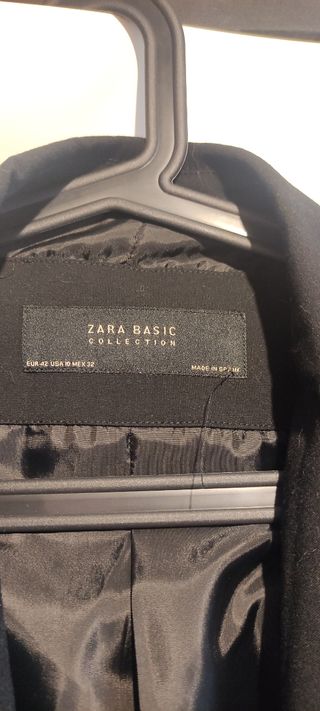 ZARA BASIC
COLLECTION
EUR 42 USA 10 MEX 32
MADE IN